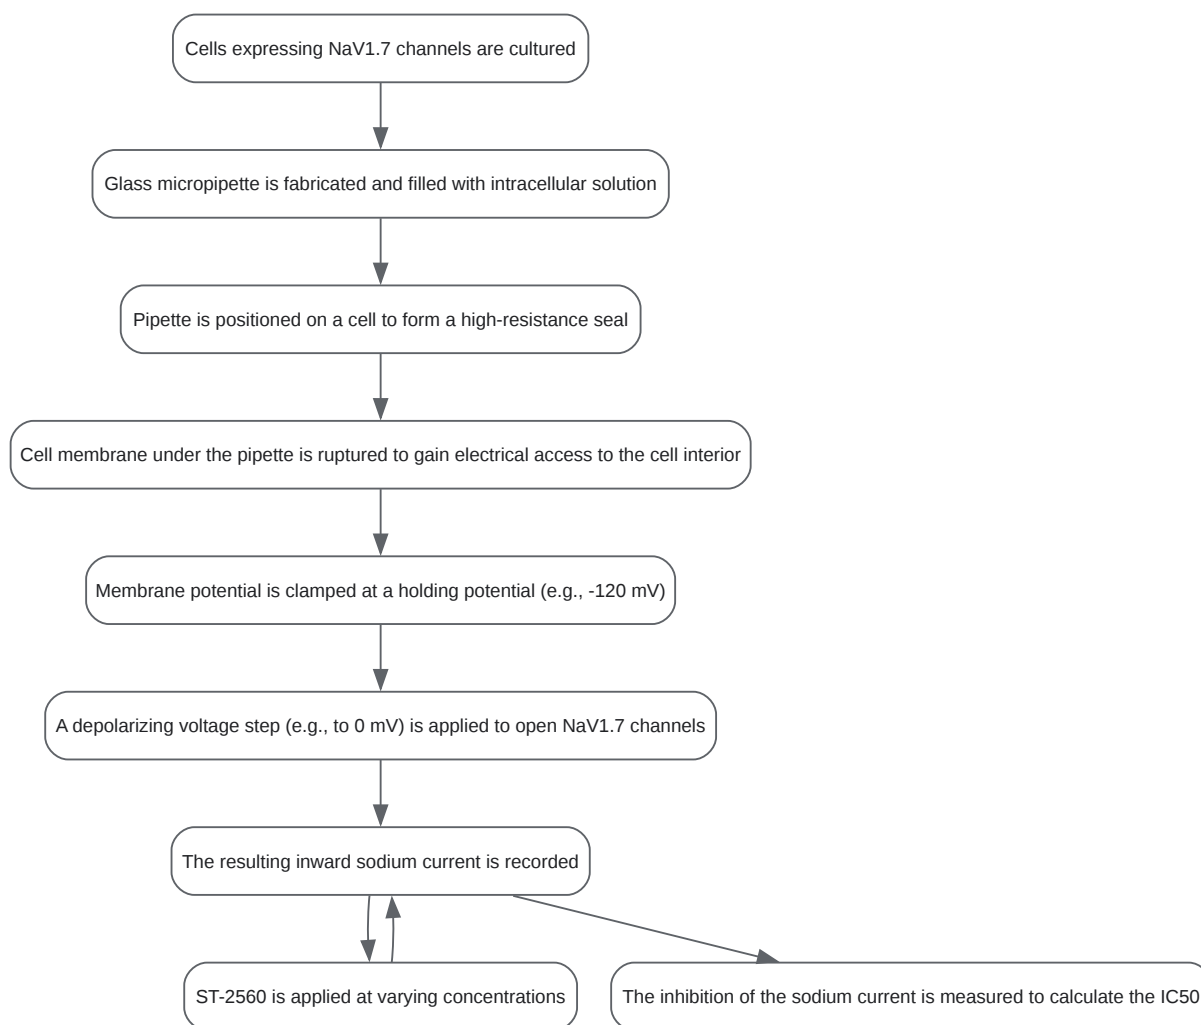 Cells expressing NaV1.7 channels are cultured
Glass micropipette is fabricated and filled with intracellular solution
Pipette is positioned on a cell to form a high-resistance seal
Cell membrane under the pipette is ruptured to gain electrical access to the cell interior
Membrane potential is clamped at a holding potential (e.g., -120 mV)
A depolarizing voltage step (e.g., to 0 mV) is applied to open NaV1.7 channels
The resulting inward sodium current is recorded
ST-2560 is applied at varying concentrations
The inhibition of the sodium current is measured to calculate the IC50